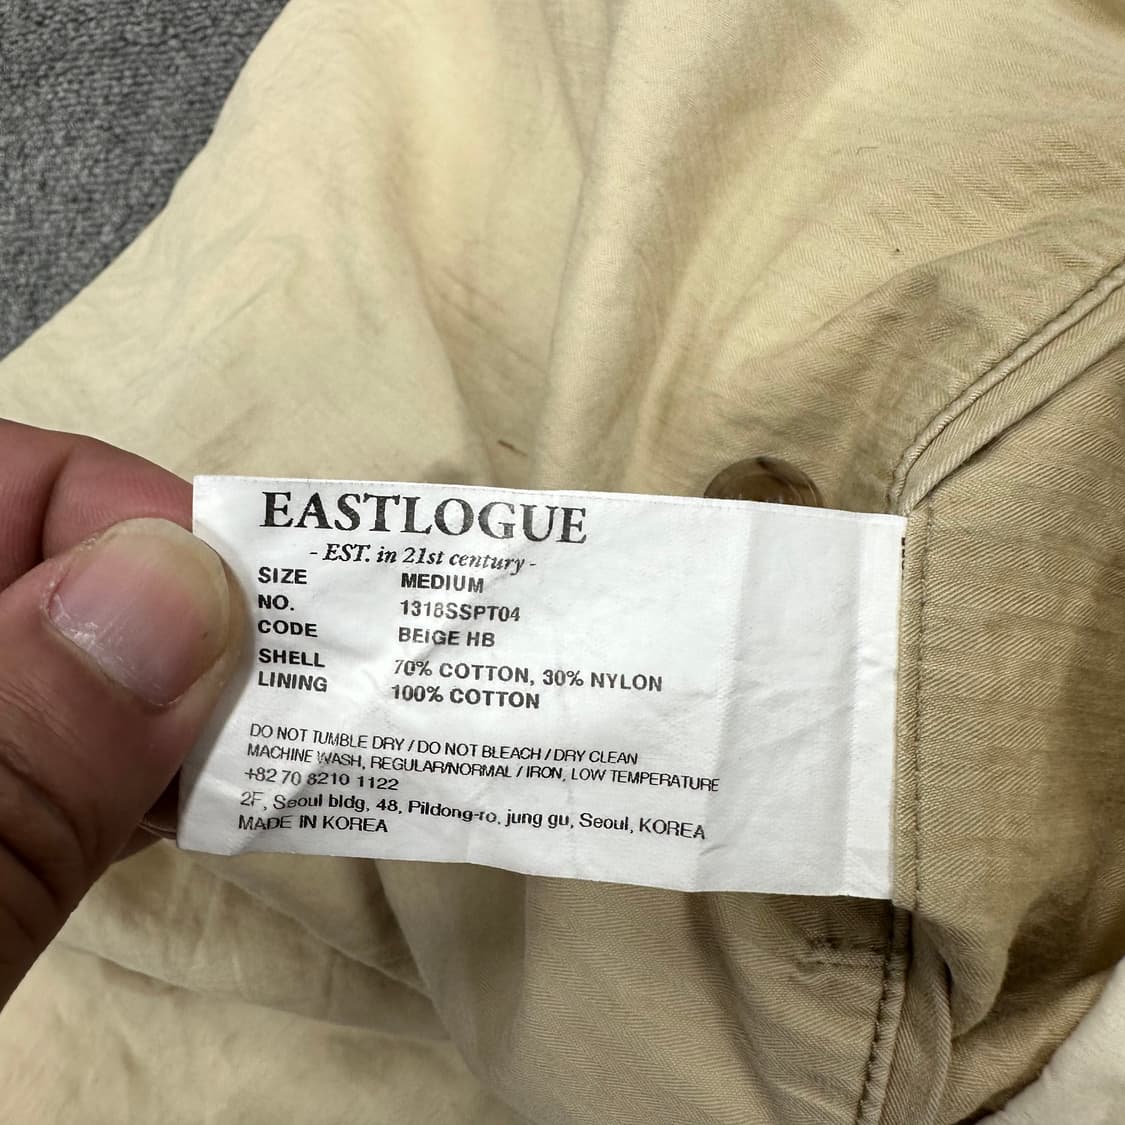 EASTLOGUE
- EST. in 21st century -
SIZE MEDIUM
NO. 1318SSPT04
CODE BEIGE HB
SHELL 70% COTTON, 30% NYLON
LINING 100% COTTON
DO NOT TUMBLE DRY / DO NOT BLEACH / DRY CLEAN
MACHINE WASH, REGULAR/NORMAL / IRON, LOW TEMPERATURE
+82 70 8210 1122
2F, Seoul bldg, 48, Pildong-ro, jung gu, Seoul, KOREA
MADE IN KOREA